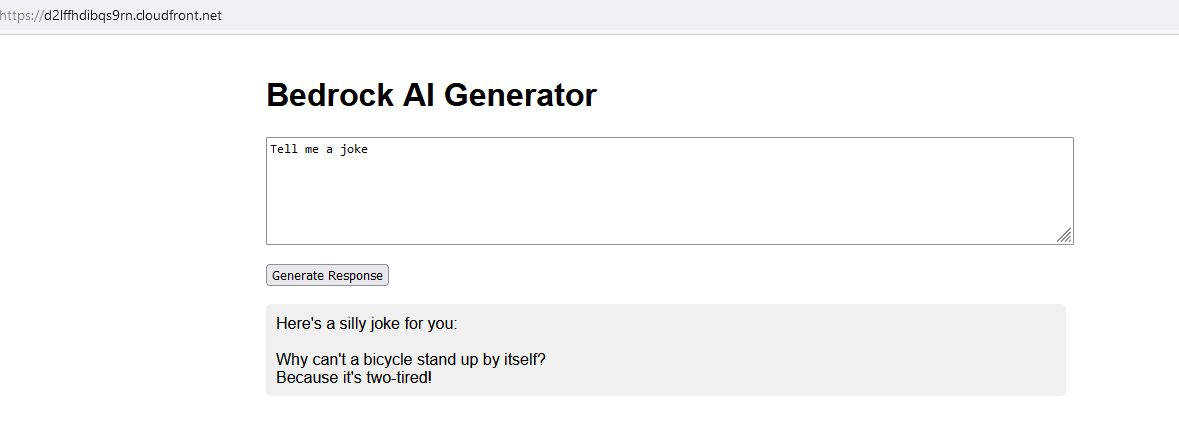 https://d2lffhdibqs9rn.cloudfront.net
Bedrock AI Generator
Tell me a joke
Generate Response
Here's a silly joke for you:
Why can't a bicycle stand up by itself?
Because it's two-tired!